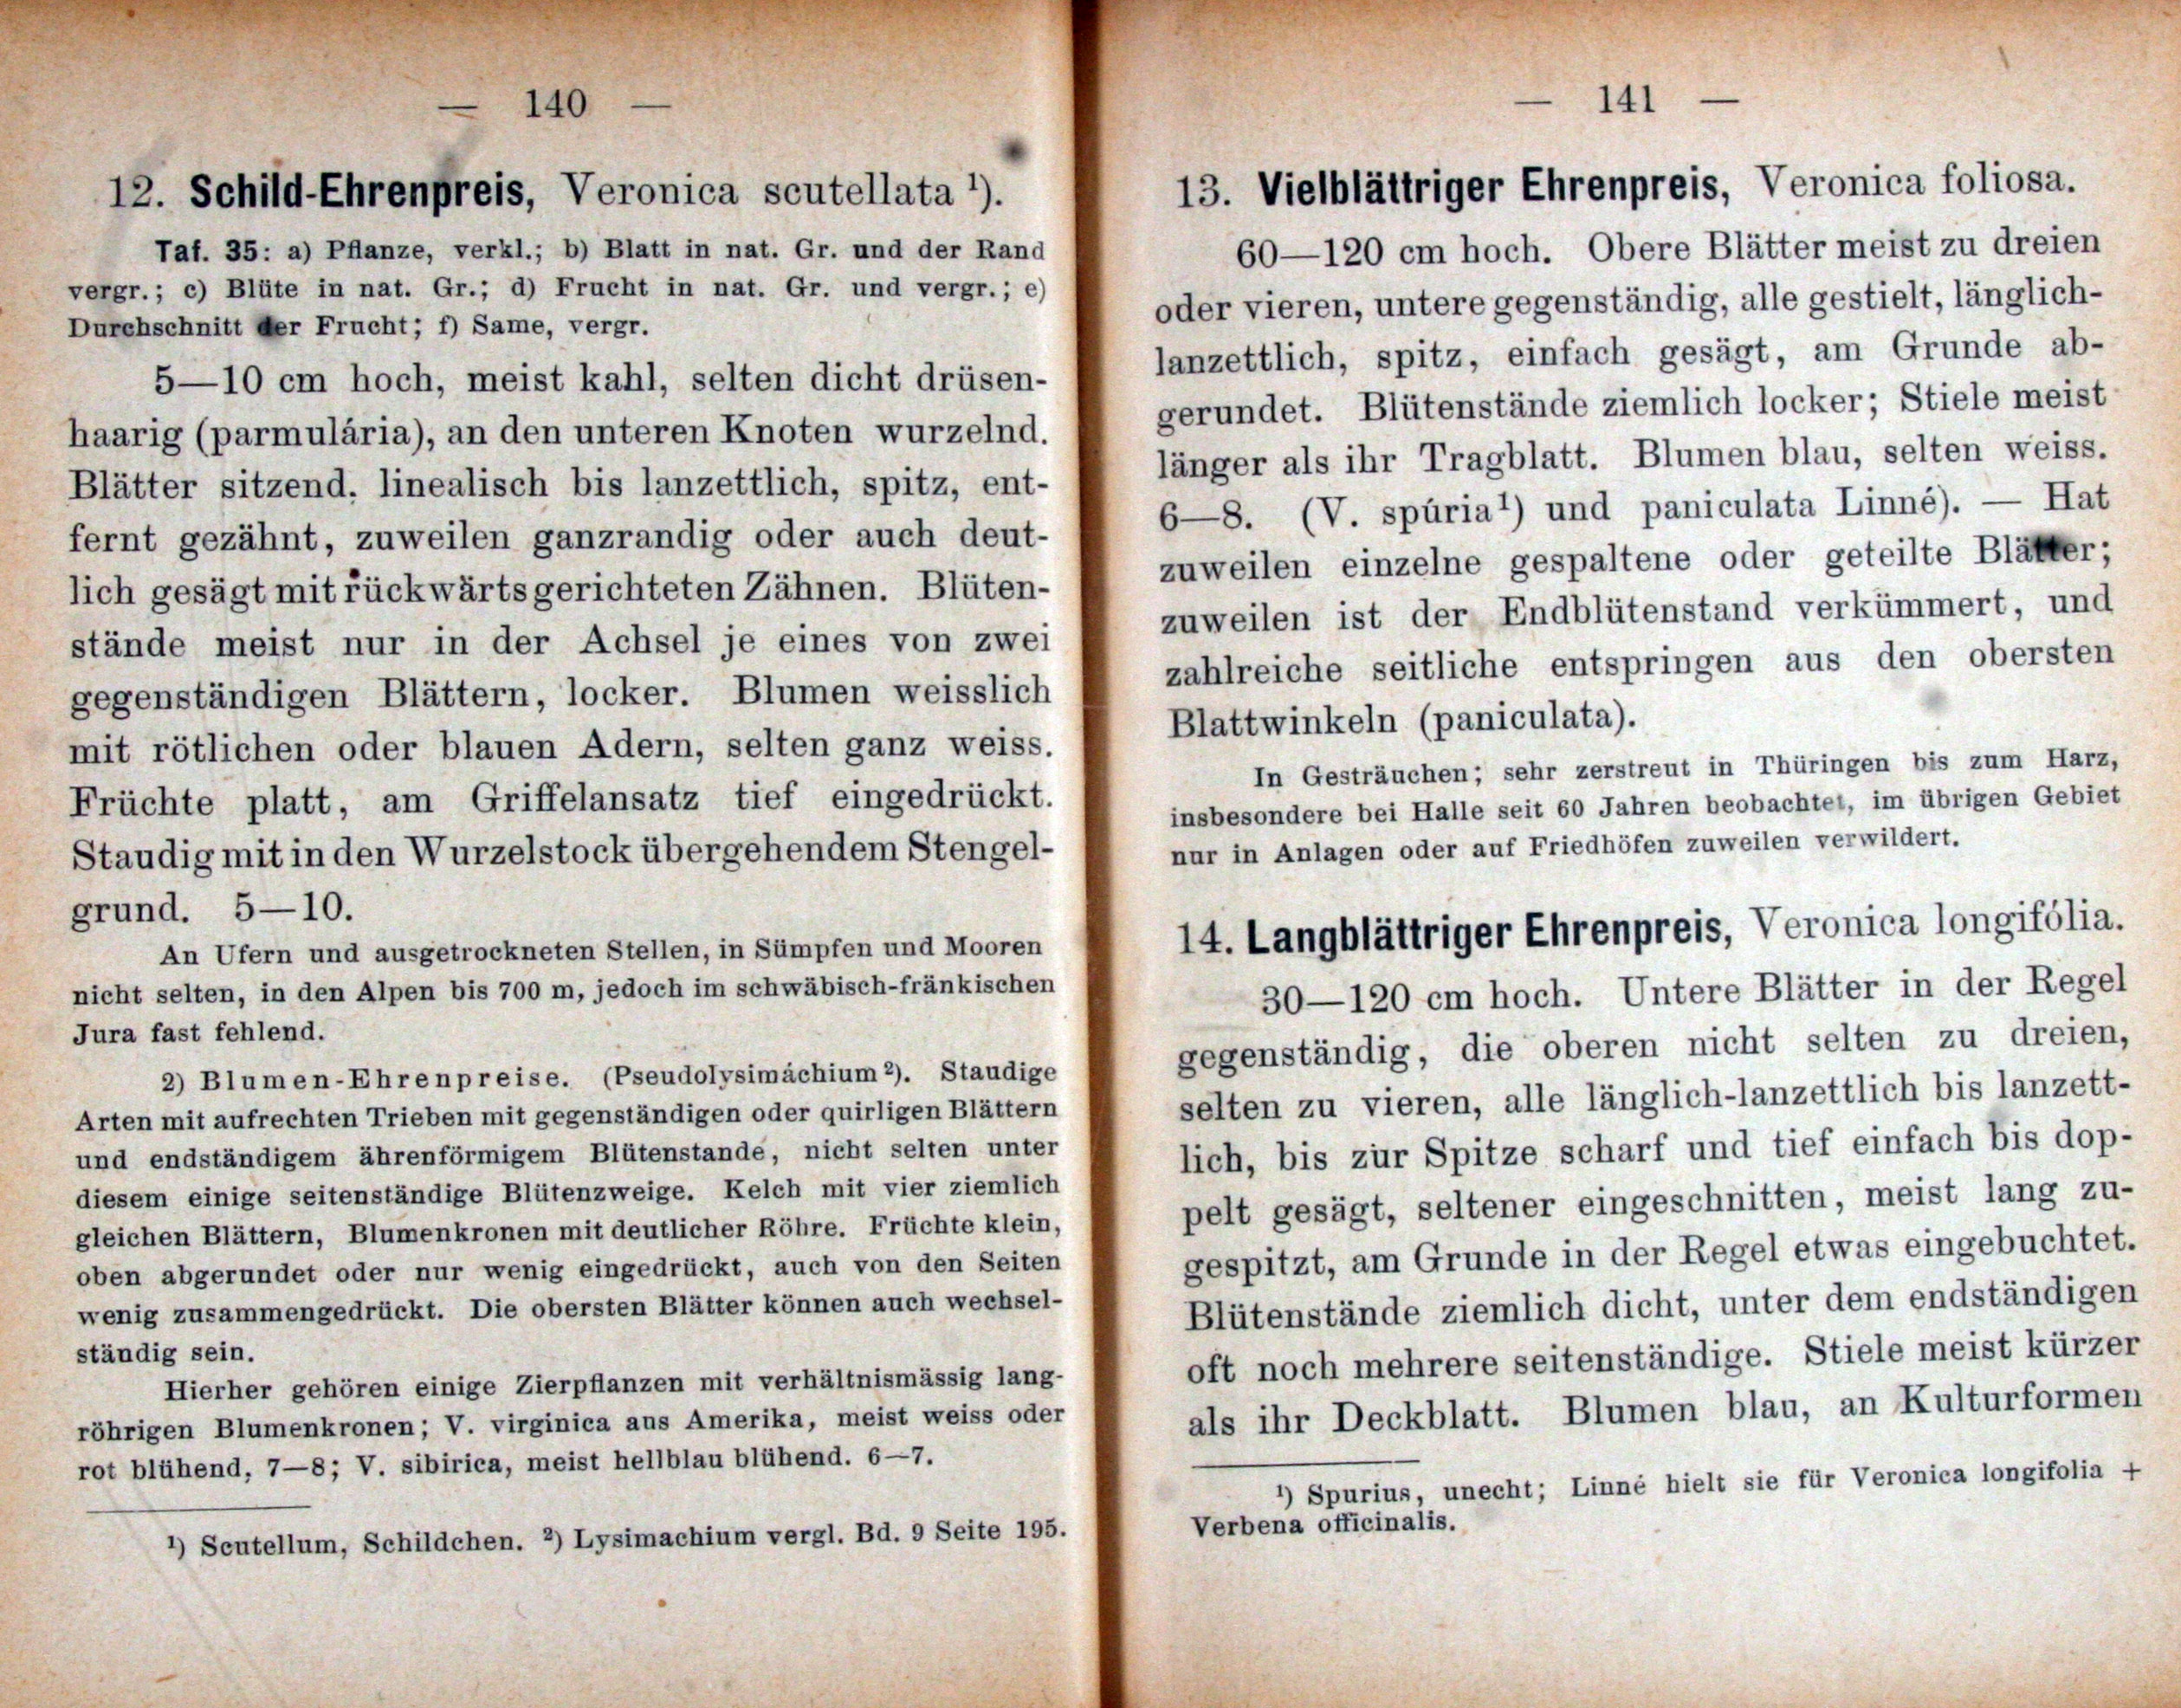 — 140 —
12. Schild-Ehrenpreis, Veronica scutellata ¹).
Taf. 35: a) Pflanze, verkl.; b) Blatt in nat. Gr. und der Rand
vergr.; c) Blüte in nat. Gr.; d) Frucht in nat. Gr. und vergr.; e)
Durchschnitt der Frucht; f) Same, vergr.
5—10 cm hoch, meist kahl, selten dicht drüsen-
haarig (parmulária), an den unteren Knoten wurzelnd.
Blätter sitzend, linealisch bis lanzettlich, spitz, ent-
fernt gezähnt, zuweilen ganzrandig oder auch deut-
lich gesägt mit rückwärts gerichteten Zähnen. Blüten-
stände meist nur in der Achsel je eines von zwei
gegenständigen Blättern, locker. Blumen weisslich
mit rötlichen oder blauen Adern, selten ganz weiss.
Früchte platt, am Griffelansatz tief eingedrückt.
Staudig mit in den Wurzelstock übergehendem Stengel-
grund. 5—10.
An Ufern und ausgetrockneten Stellen, in Sümpfen und Mooren
nicht selten, in den Alpen bis 700 m, jedoch im schwäbisch-fränkischen
Jura fast fehlend.
2) Blumen-Ehrenpreise. (Pseudolysimáchium ²). Staudige
Arten mit aufrechten Trieben mit gegenständigen oder quirligen Blättern
und endständigem ährenförmigem Blütenstande, nicht selten unter
diesem einige seitenständige Blütenzweige. Kelch mit vier ziemlich
gleichen Blättern, Blumenkronen mit deutlicher Röhre. Früchte klein,
oben abgerundet oder nur wenig eingedrückt, auch von den Seiten
wenig zusammengedrückt. Die obersten Blätter können auch wechsel-
ständig sein.
Hierher gehören einige Zierpflanzen mit verhältnismässig lang-
röhrigen Blumenkronen; V. virginica aus Amerika, meist weiss oder
rot blühend, 7—8; V. sibirica, meist hellblau blühend. 6—7.
¹) Scutellum, Schildchen. ²) Lysimachium vergl. Bd. 9 Seite 195.
— 141 —
13. Vielblättriger Ehrenpreis, Veronica foliosa.
60—120 cm hoch. Obere Blätter meist zu dreien
oder vieren, untere gegenständig, alle gestielt, länglich-
lanzettlich, spitz, einfach gesägt, am Grunde ab-
gerundet. Blütenstände ziemlich locker; Stiele meist
länger als ihr Tragblatt. Blumen blau, selten weiss.
6—8. (V. spúria¹) und paniculata Linné). — Hat
zuweilen einzelne gespaltene oder geteilte Blätter;
zuweilen ist der Endblütenstand verkümmert, und
zahlreiche seitliche entspringen aus den obersten
Blattwinkeln (paniculata).
In Gesträuchen; sehr zerstreut in Thüringen bis zum Harz,
insbesondere bei Halle seit 60 Jahren beobachtet, im übrigen Gebiet
nur in Anlagen oder auf Friedhöfen zuweilen verwildert.
14. Langblättriger Ehrenpreis, Veronica longifólia.
30—120 cm hoch. Untere Blätter in der Regel
gegenständig, die oberen nicht selten zu dreien,
selten zu vieren, alle länglich-lanzettlich bis lanzett-
lich, bis zur Spitze scharf und tief einfach bis dop-
pelt gesägt, seltener eingeschnitten, meist lang zu-
gespitzt, am Grunde in der Regel etwas eingebuchtet.
Blütenstände ziemlich dicht, unter dem endständigen
oft noch mehrere seitenständige. Stiele meist kürzer
als ihr Deckblatt. Blumen blau, an Kulturformen
¹) Spurius, unecht; Linné hielt sie für Veronica longifolia +
Verbena officinalis.